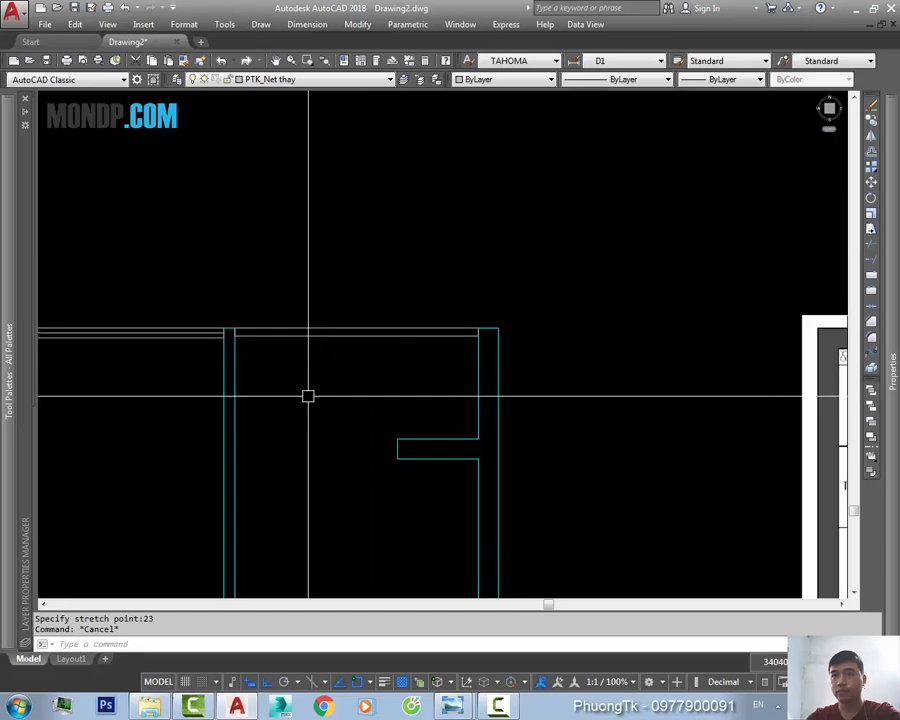 Autodesk AutoCAD 2018   Drawing2.dwg
Type a keyword or phrase
Sign In
File Edit View Insert Format Tools Draw Dimension Modify Parametric Window Express Data View
Start
Drawing2*
TAHOMA
D1
Standard
Standard
AutoCAD Classic
PTK_Net thay
ByLayer
ByLayer
ByLayer
ByColor
MONDP.COM
Tool Palettes - All Palettes
Properties
LAYER PROPERTIES MANAGER
Specify stretch point:23
Command: *Cancel*
Type a command
Model
Layout1
34040
MODEL
1:1 / 100%
Decimal
PhuongTk - 0977900091
EN